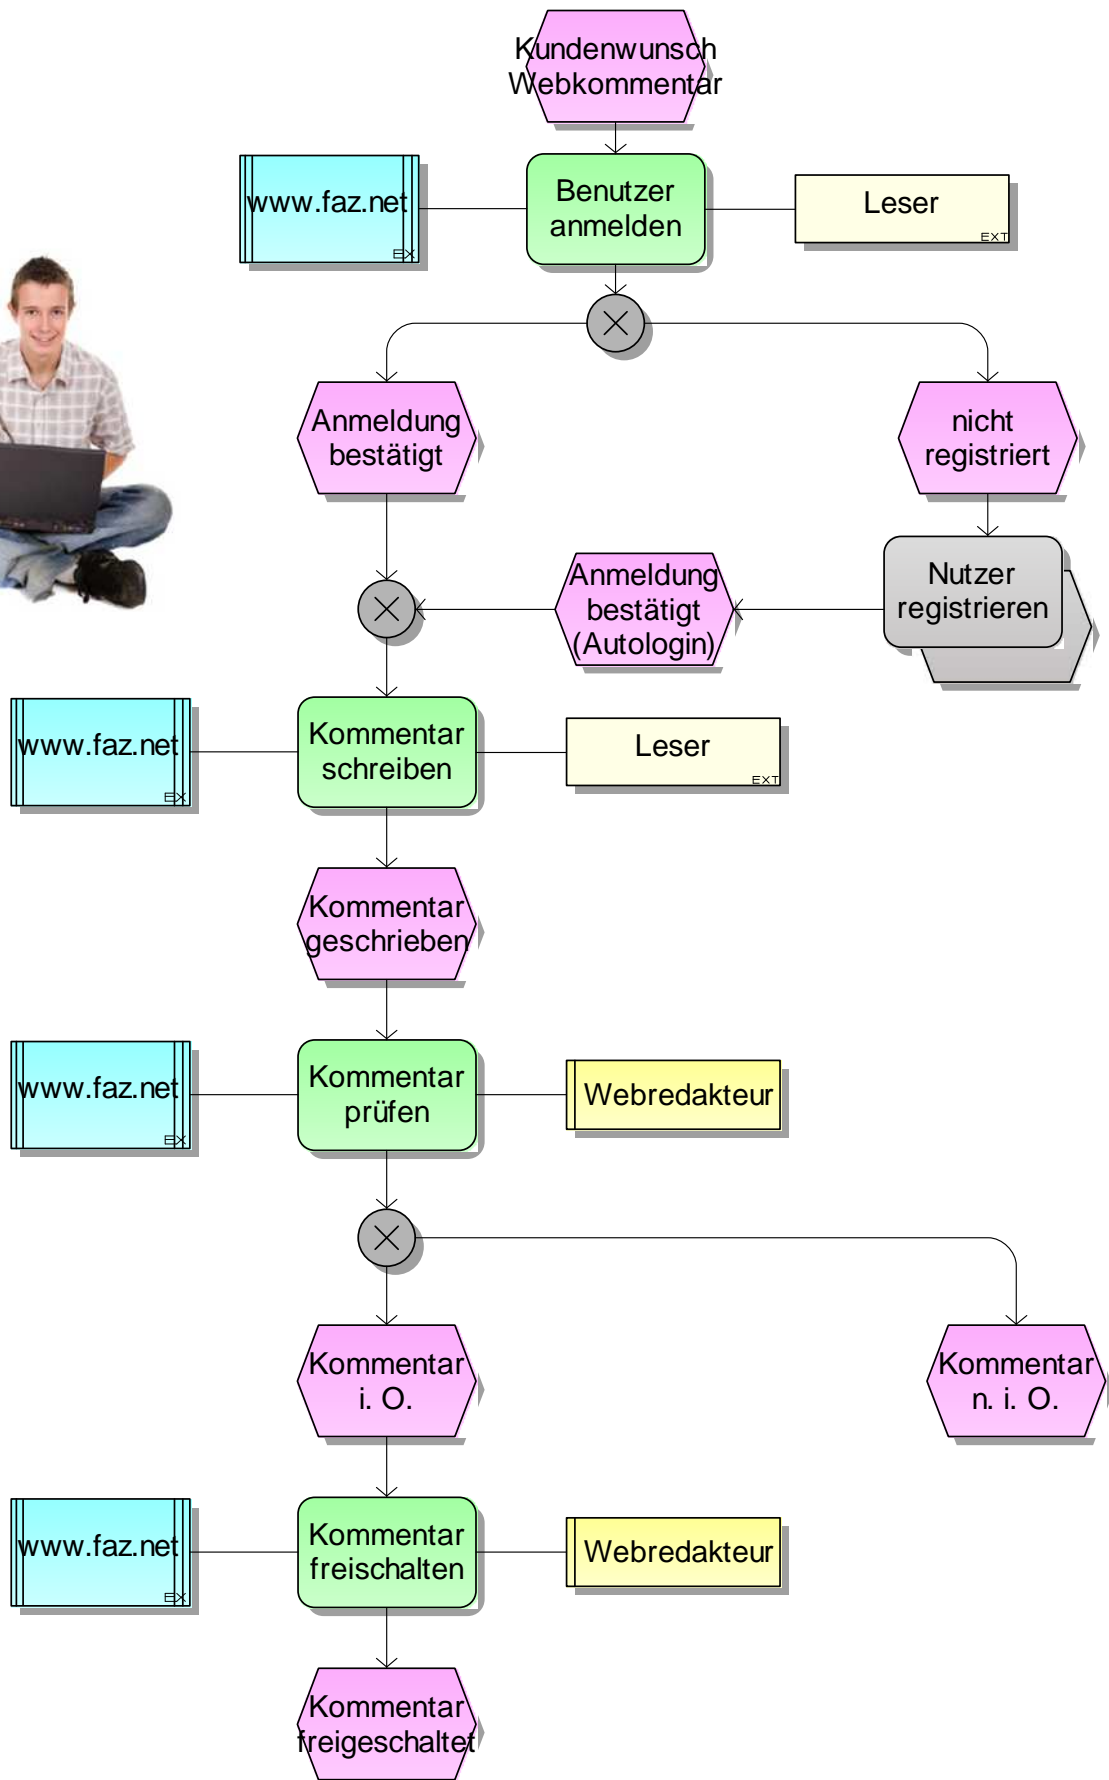 Kundenwunsch
Webkommentar
www.faz.net
EX
Benutzer
anmelden
Leser
EXT
Anmeldung
bestätigt
nicht
registriert
Anmeldung
bestätigt
(Autologin)
Nutzer
registrieren
www.faz.net
EX
Kommentar
schreiben
Leser
EXT
Kommentar
geschrieben
www.faz.net
EX
Kommentar
prüfen
Webredakteur
Kommentar
i. O.
Kommentar
n. i. O.
www.faz.net
EX
Kommentar
freischalten
Webredakteur
Kommentar
freigeschaltet